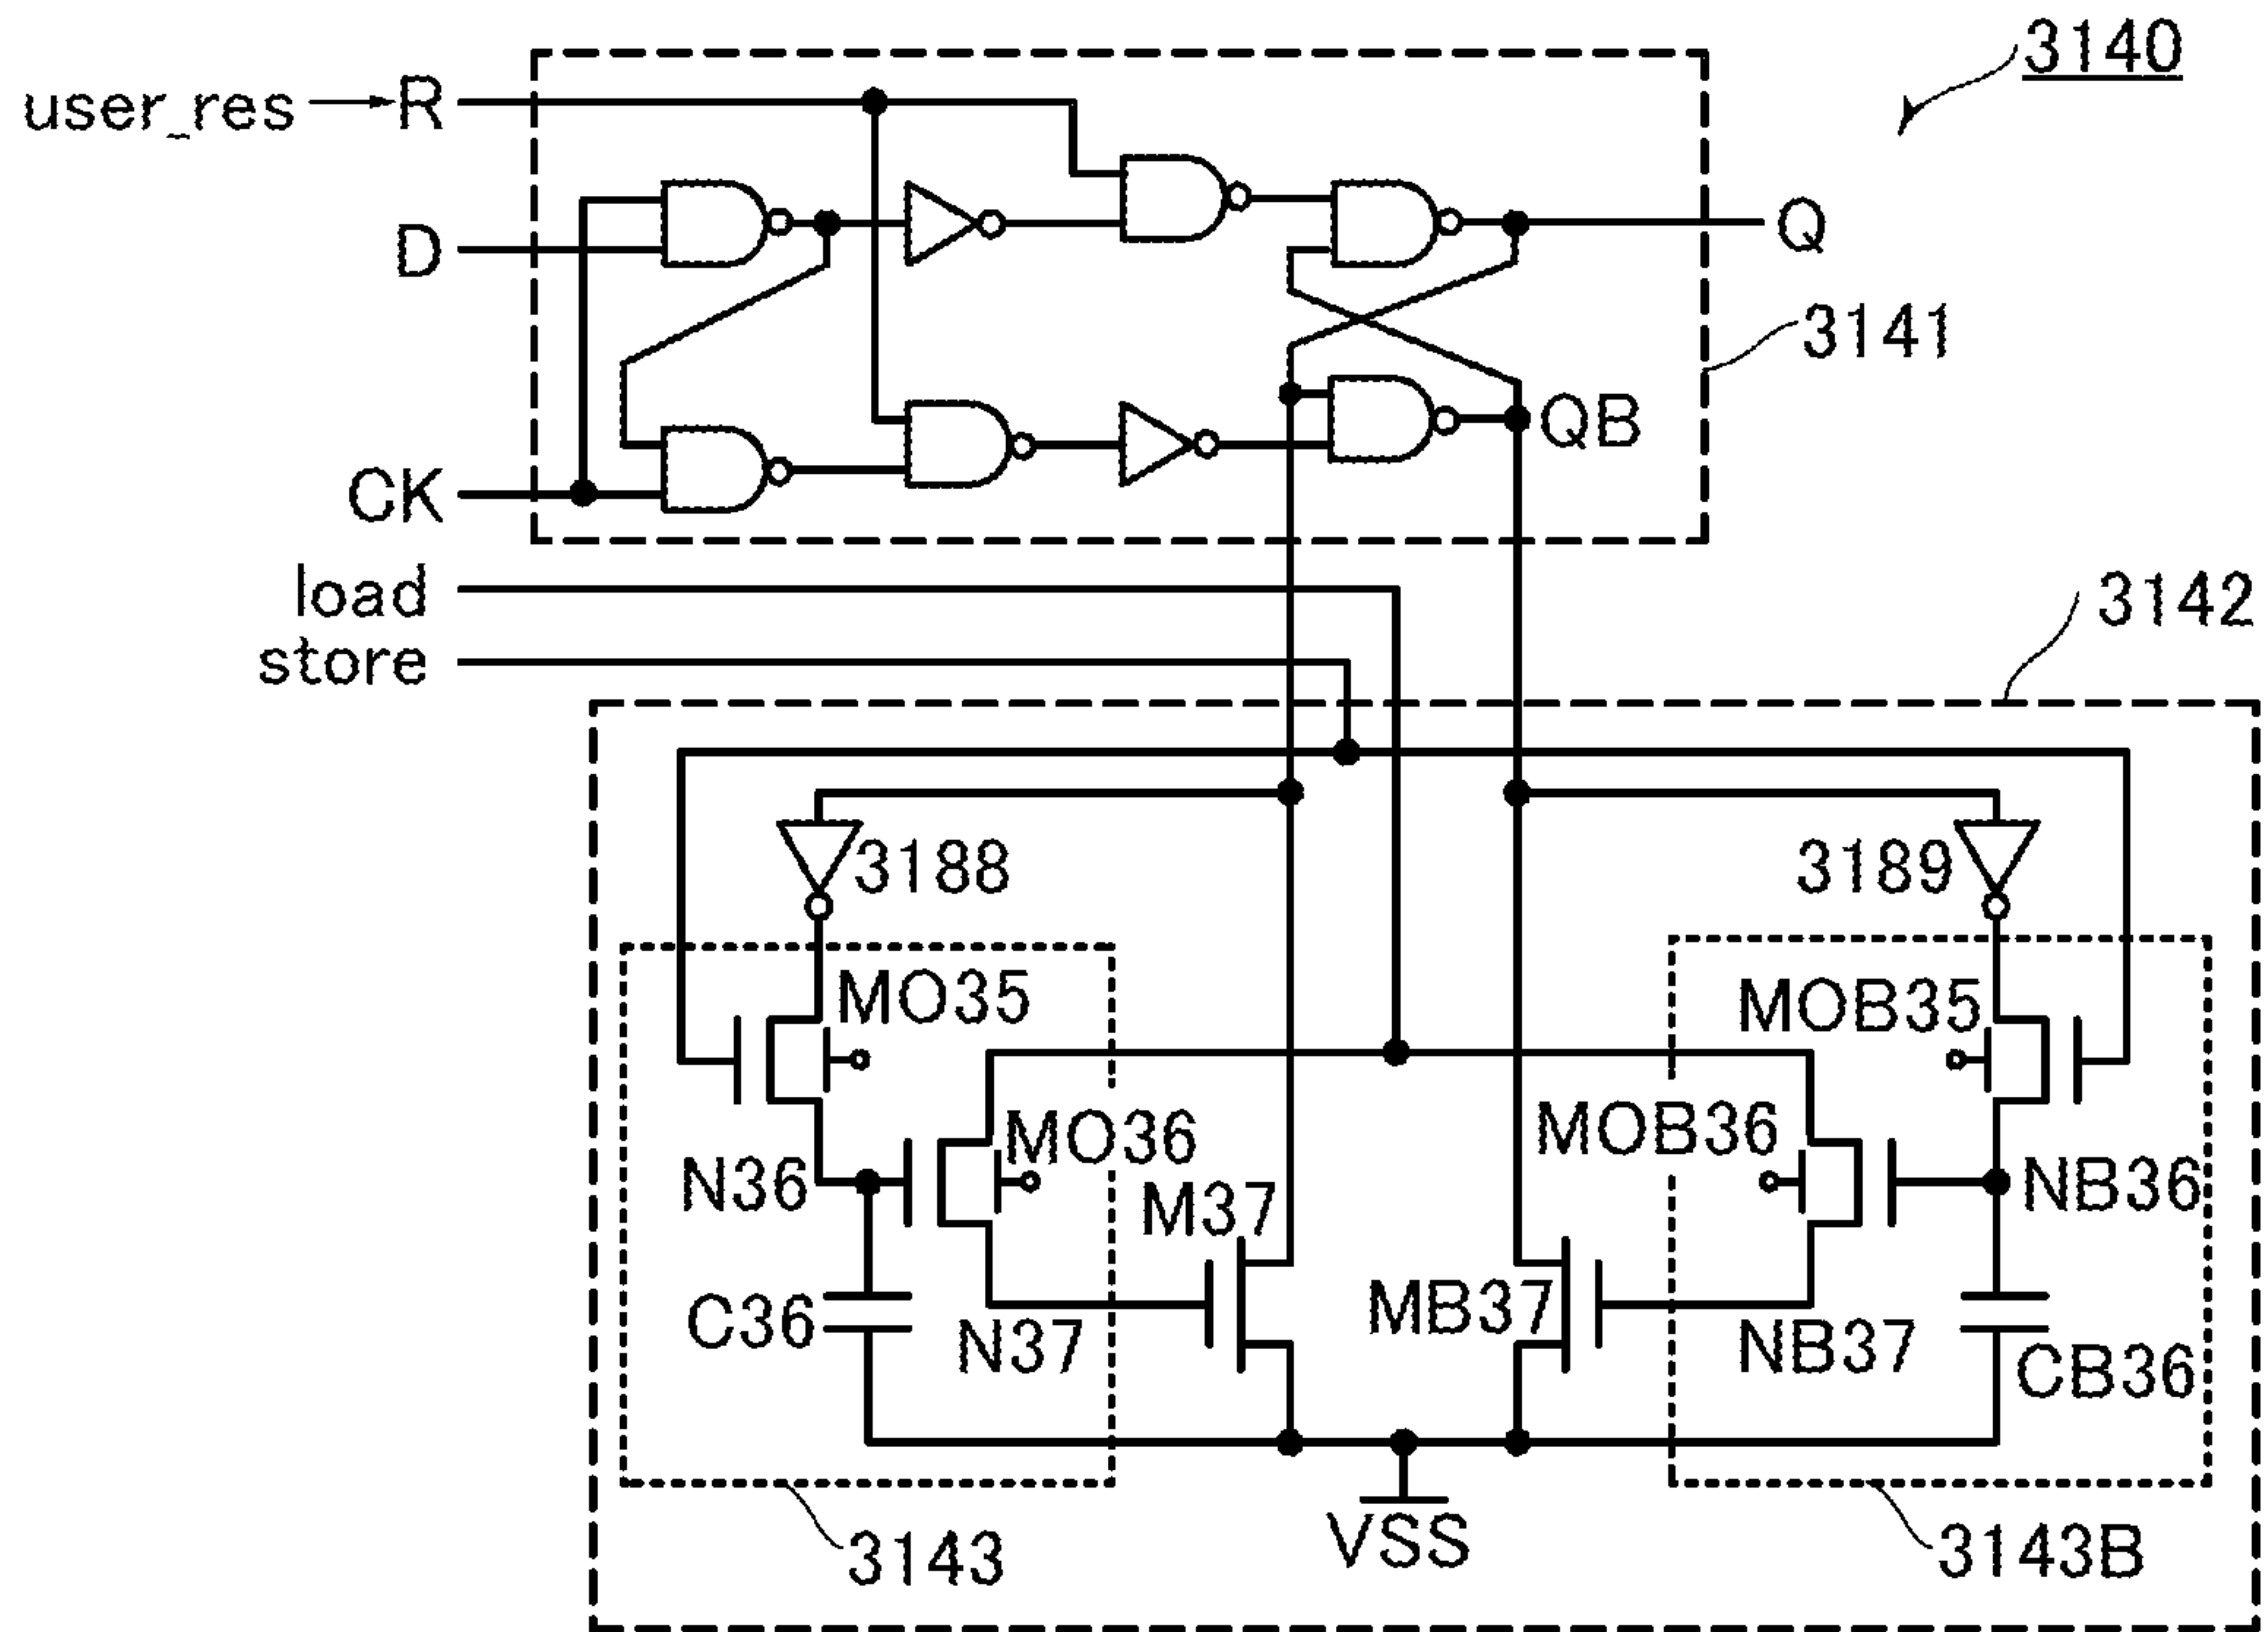 3140
user_res
R
D
Q
3141
QB
CK
load
store
3142
3188
3189
MO35
MOB35
MO36
MOB36
N36
M37
NB36
C36
N37
MB37
NB37
CB36
VSS
3143
3143B